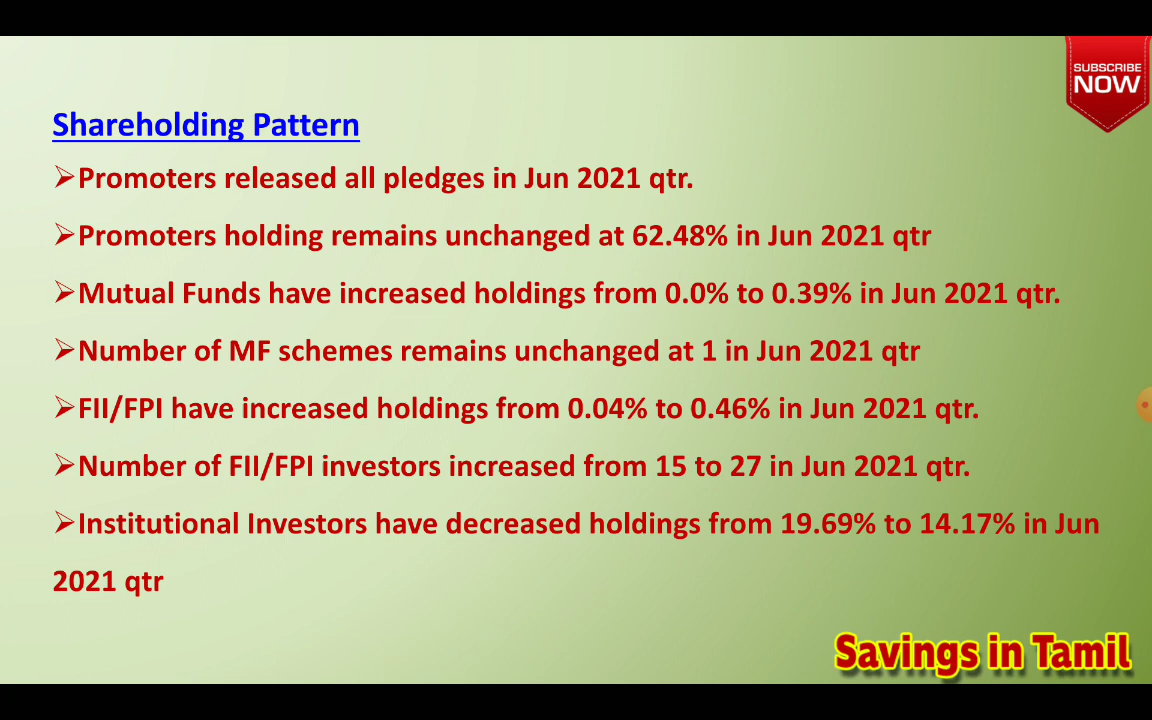 SUBSCRIBE
NOW
Shareholding Pattern
➢Promoters released all pledges in Jun 2021 qtr.
➢Promoters holding remains unchanged at 62.48% in Jun 2021 qtr
➢Mutual Funds have increased holdings from 0.0% to 0.39% in Jun 2021 qtr.
➢Number of MF schemes remains unchanged at 1 in Jun 2021 qtr
➢FII/FPI have increased holdings from 0.04% to 0.46% in Jun 2021 qtr.
➢Number of FII/FPI investors increased from 15 to 27 in Jun 2021 qtr.
➢Institutional Investors have decreased holdings from 19.69% to 14.17% in Jun
2021 qtr
Savings in Tamil